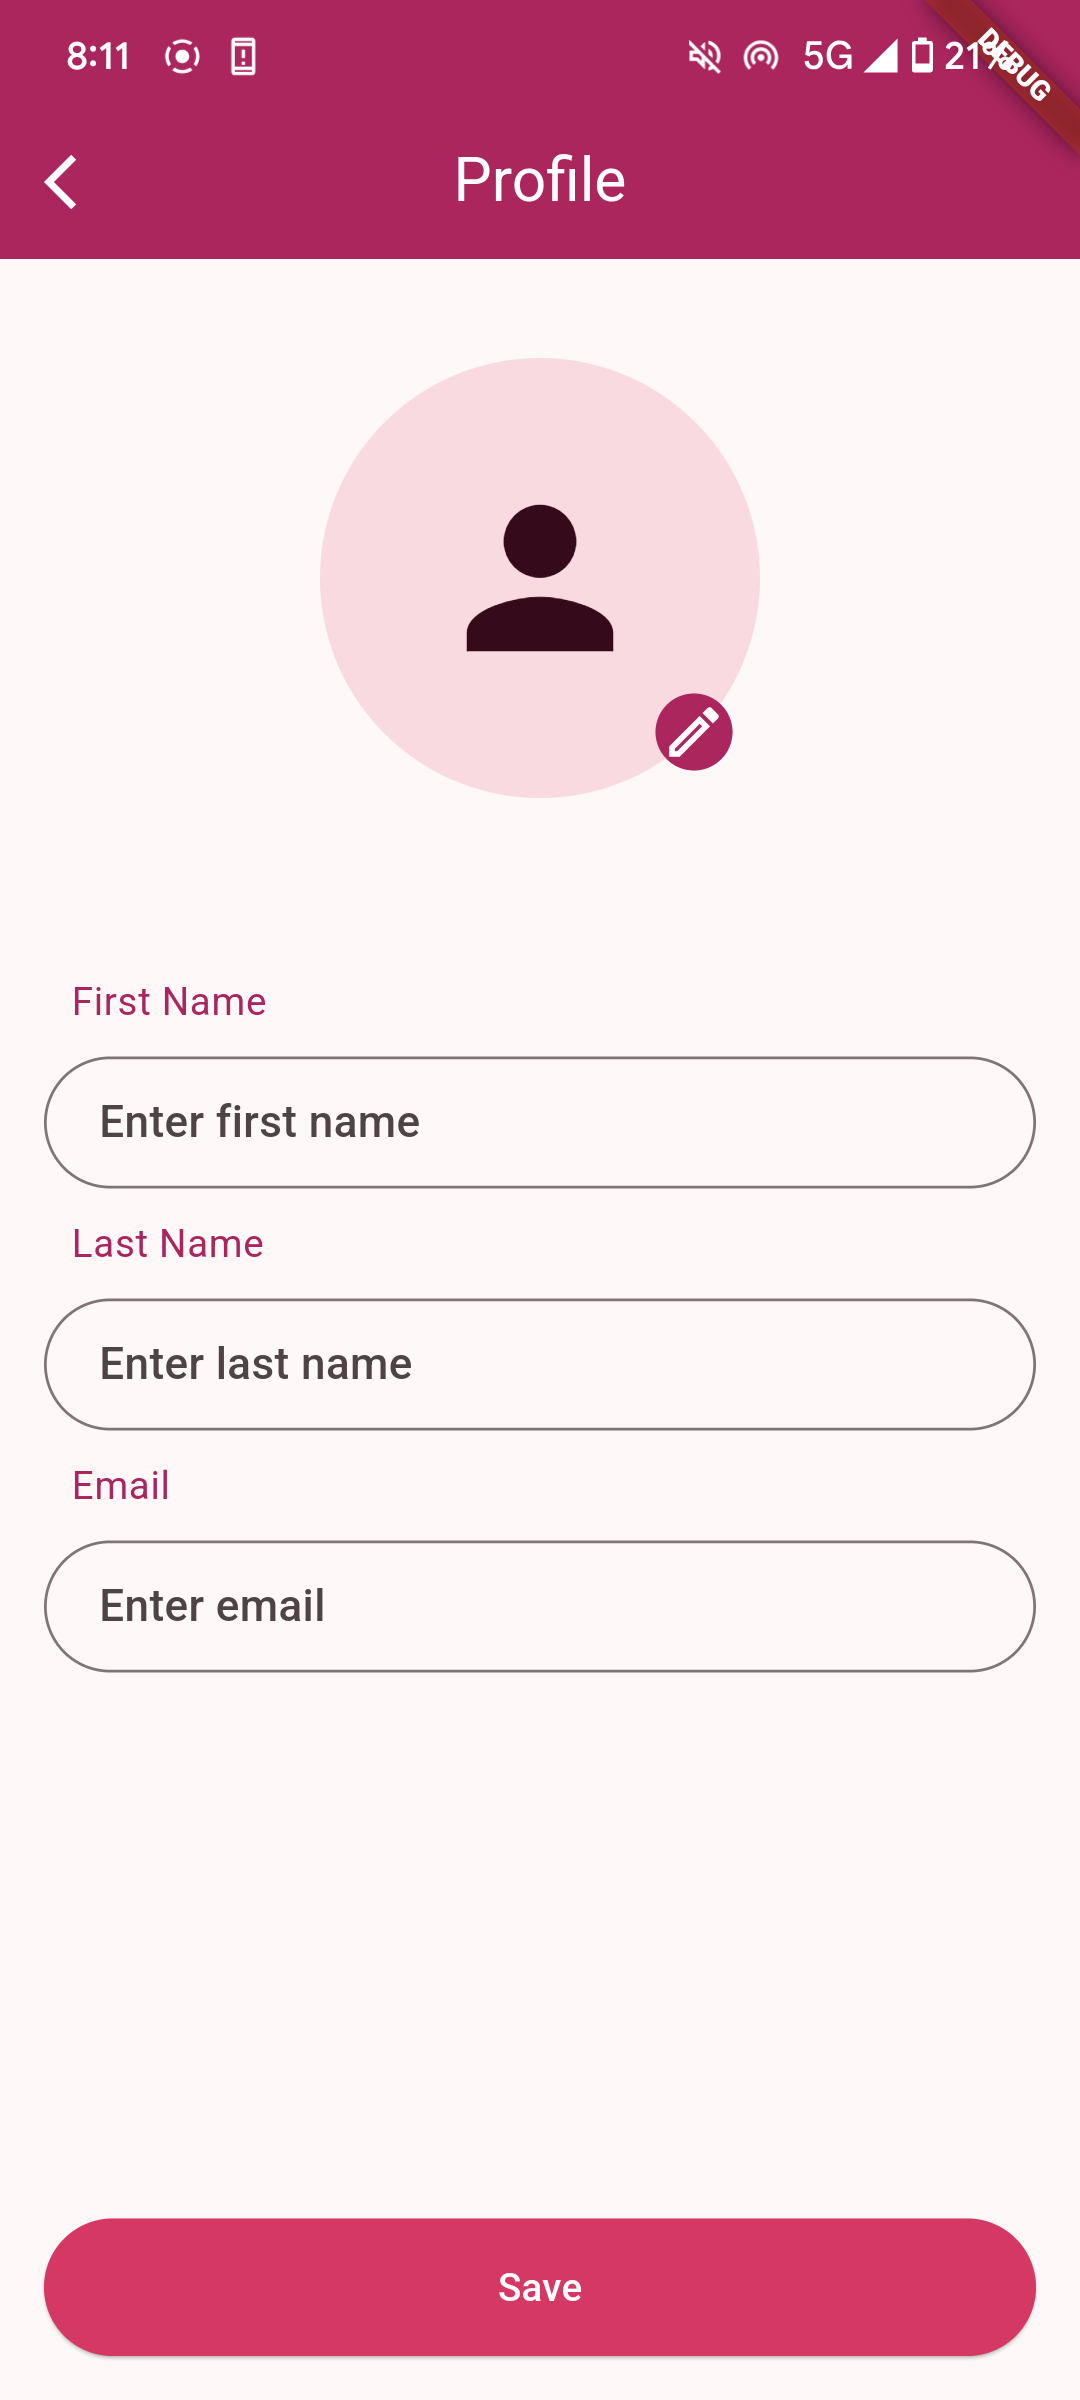 8:11 5G 21%
DEBUG
Profile
First Name
Enter first name
Last Name
Enter last name
Email
Enter email
Save